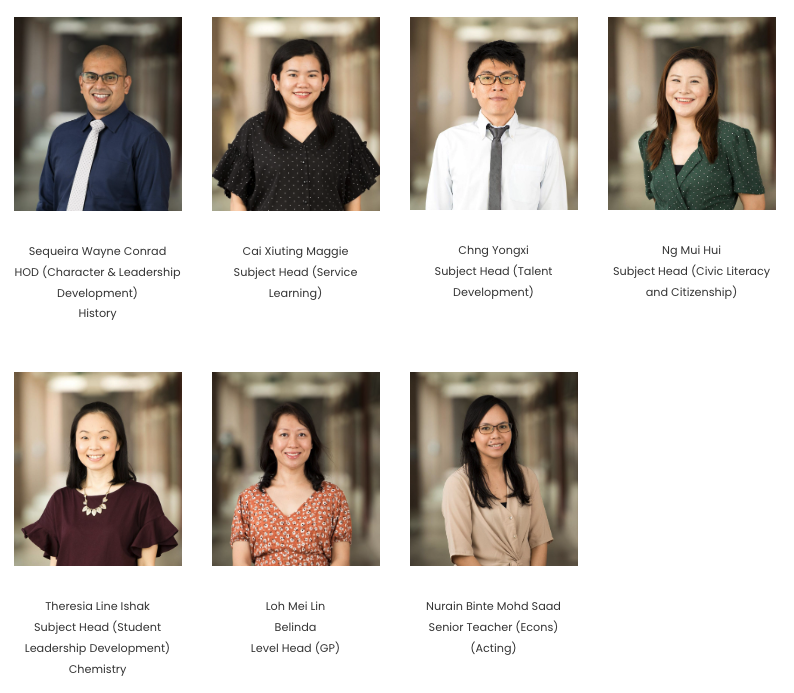 Sequeira Wayne Conrad
HOD (Character & Leadership
Development)
History
Cai Xiuting Maggie
Subject Head (Service
Learning)
Chng Yongxi
Subject Head (Talent
Development)
Ng Mui Hui
Subject Head (Civic Literacy
and Citizenship)
Theresia Line Ishak
Subject Head (Student
Leadership Development)
Chemistry
Loh Mei Lin
Belinda
Level Head (GP)
Nurain Binte Mohd Saad
Senior Teacher (Econs)
(Acting)